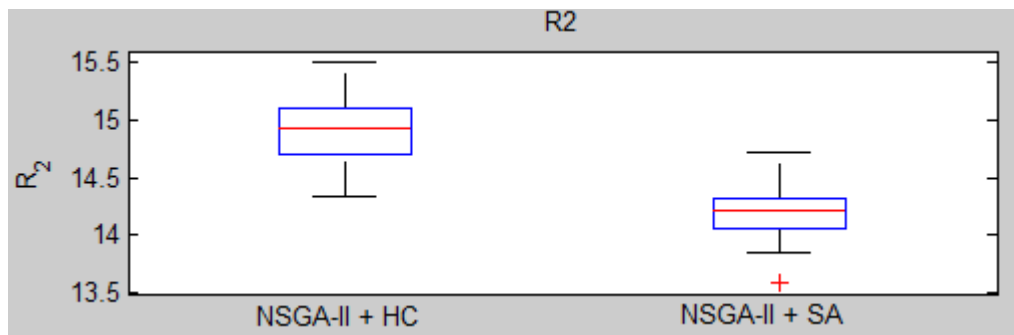 R2
15.5
15
14.5
14
13.5
R2
NSGA-II + HC
NSGA-II + SA